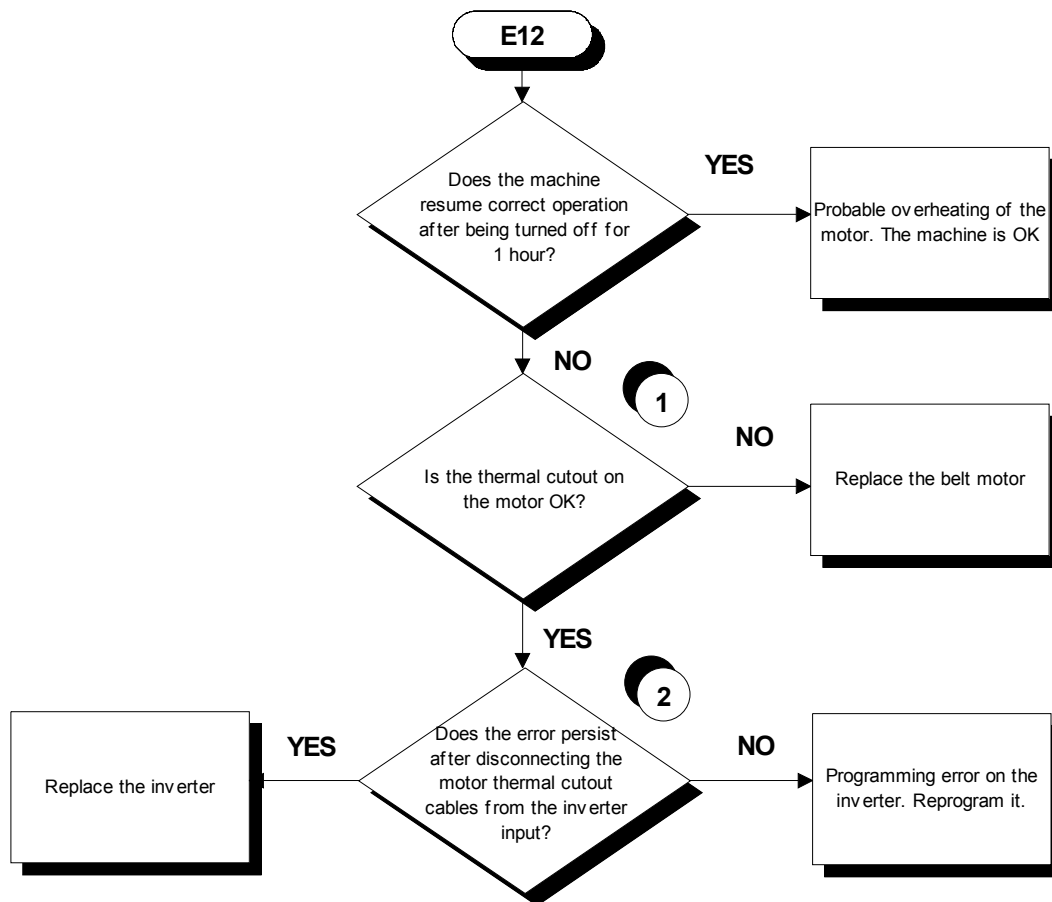 E12
Does the machine
resume correct operation
after being turned off for
1 hour?
YES
Probable overheating of the
motor. The machine is OK
NO
1
Is the thermal cutout on
the motor OK?
NO
Replace the belt motor
YES
2
Does the error persist
after disconnecting the
motor thermal cutout
cables from the inverter
input?
YES
Replace the inverter
NO
Programming error on the
inverter. Reprogram it.